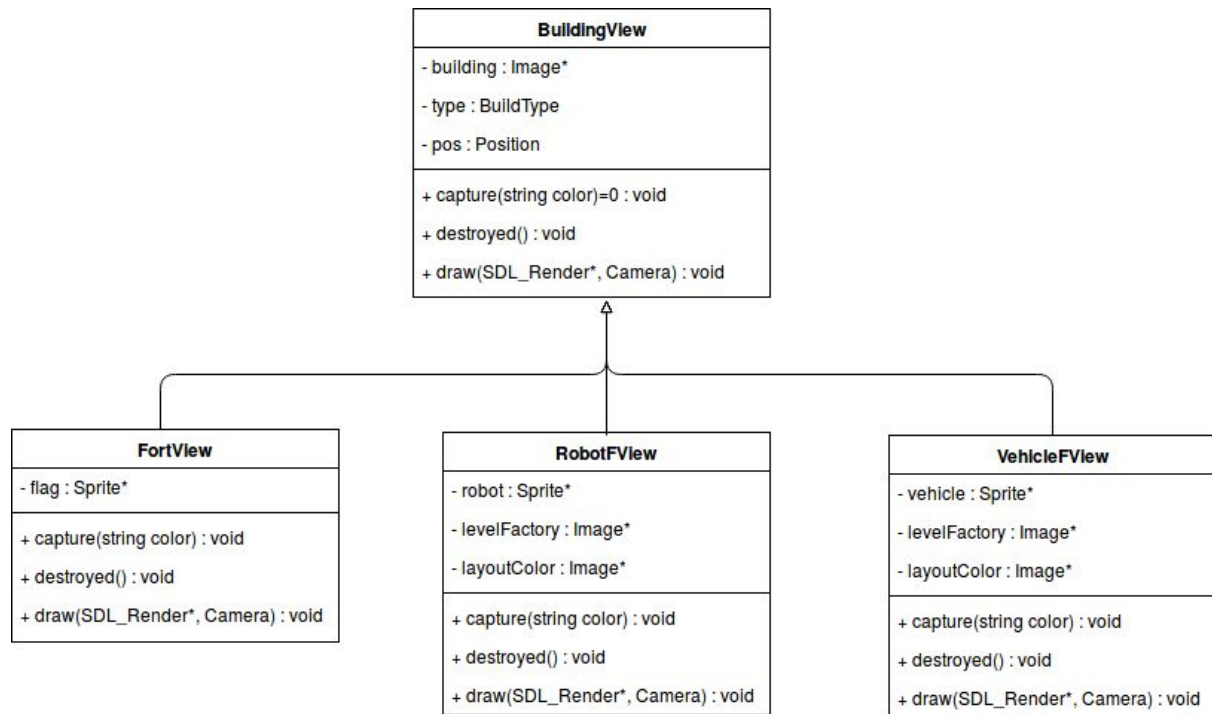 BuildingView
- building : Image*
- type : BuildType
- pos : Position
+ capture(string color)=0 : void
+ destroyed() : void
+ draw(SDL_Render*, Camera) : void
FortView
- flag : Sprite*
+ capture(string color) : void
+ destroyed() : void
+ draw(SDL_Render*, Camera) : void
RobotFView
- robot : Sprite*
- levelFactory : Image*
- layoutColor : Image*
+ capture(string color) : void
+ destroyed() : void
+ draw(SDL_Render*, Camera) : void
VehicleFView
- vehicle : Sprite*
- levelFactory : Image*
- layoutColor : Image*
+ capture(string color) : void
+ destroyed() : void
+ draw(SDL_Render*, Camera) : void